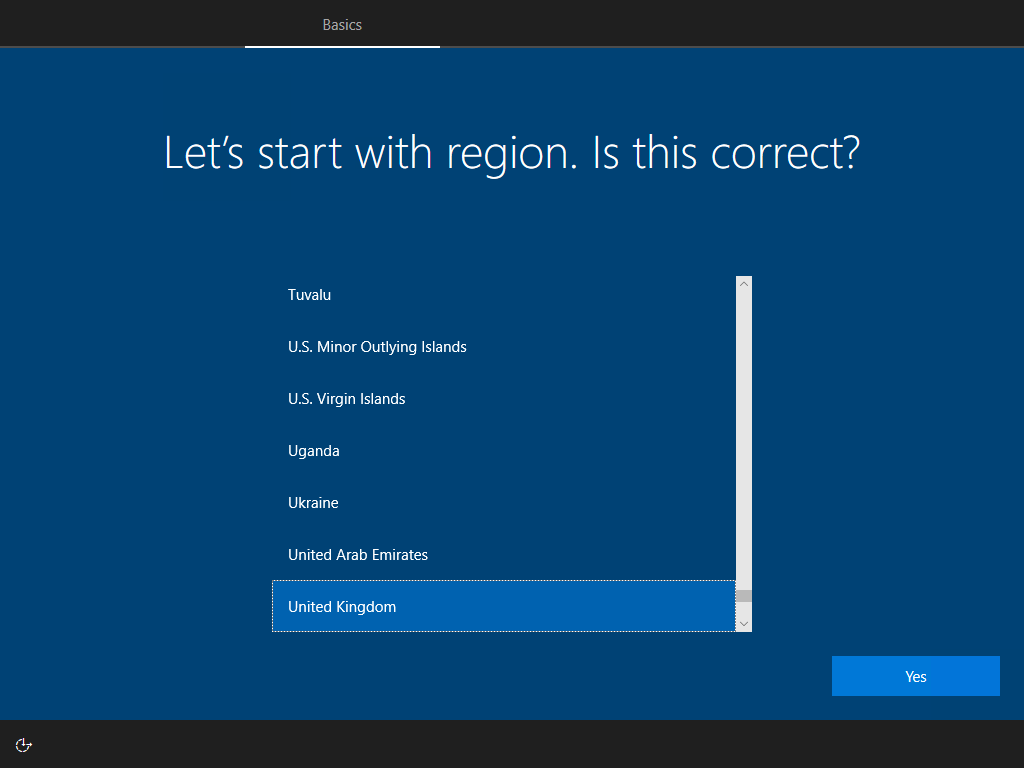 Basics
Let’s start with region. Is this correct?
Tuvalu
U.S. Minor Outlying Islands
U.S. Virgin Islands
Uganda
Ukraine
United Arab Emirates
United Kingdom
Yes